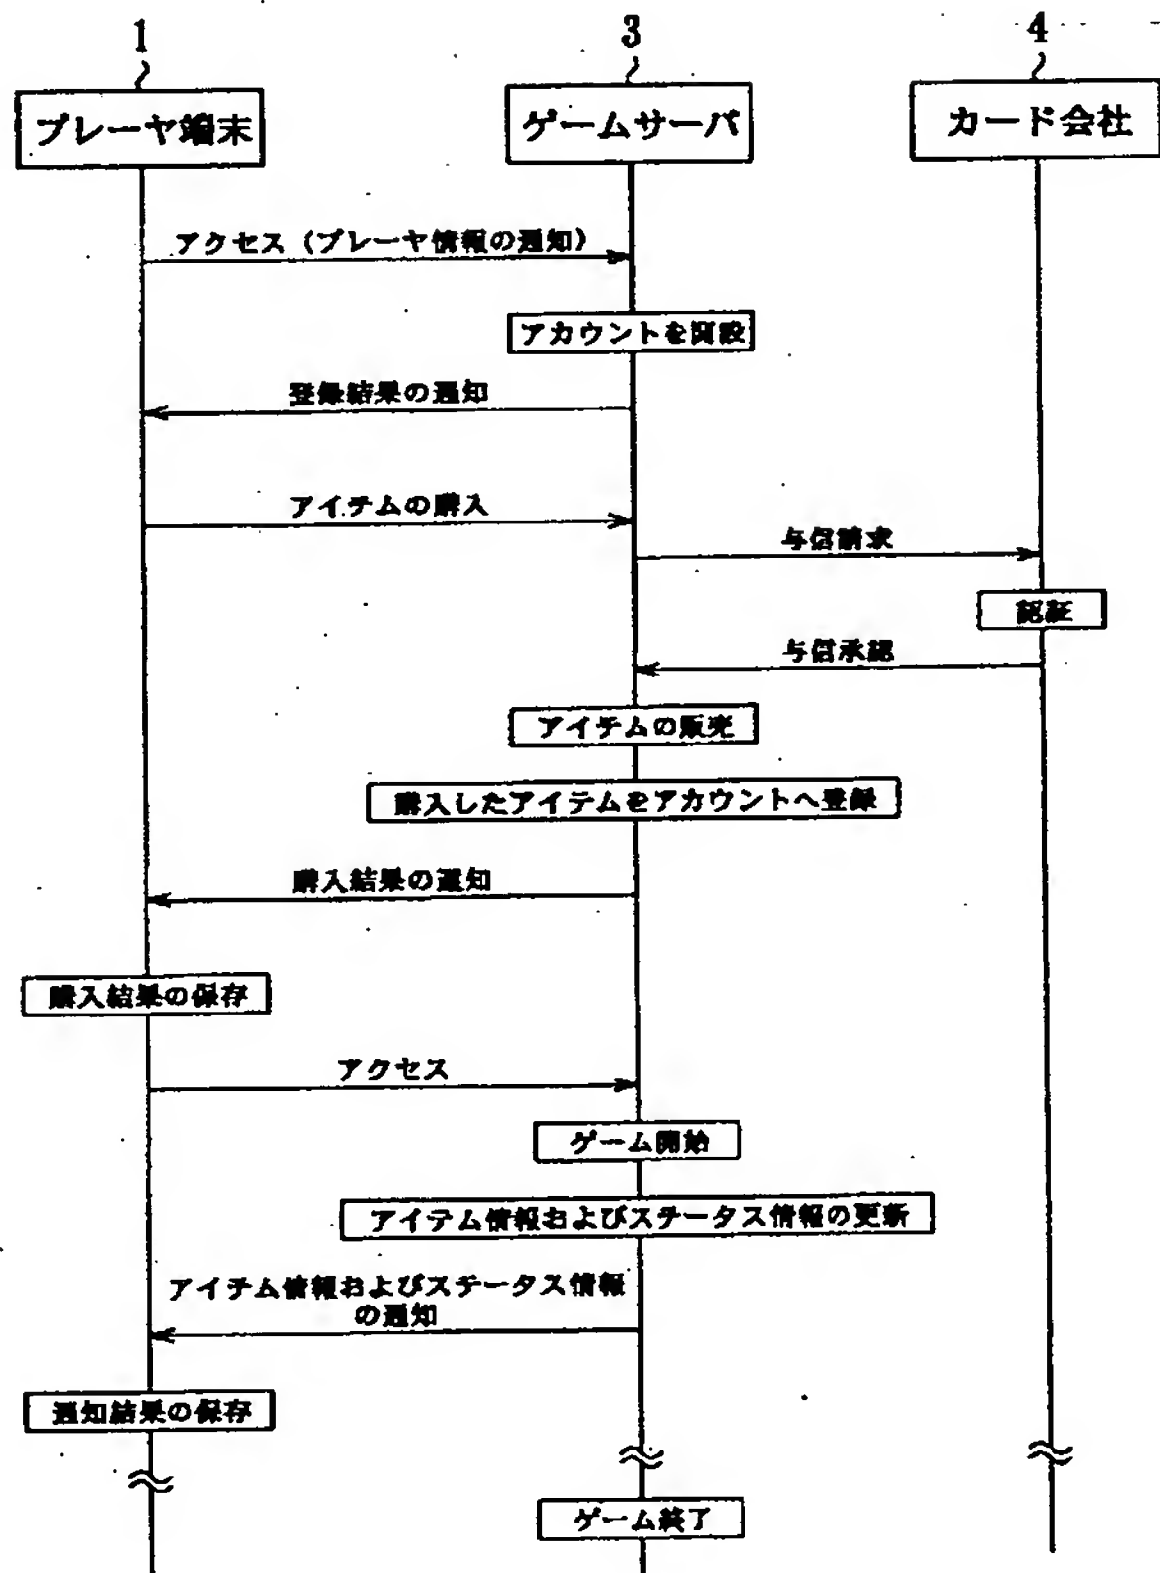 1
3
4
プレーヤ端末
ゲームサーバ
カード会社
アクセス(プレーヤ情報の通知)
アカウントを開設
登録結果の通知
アイテムの購入
与信請求
認証
与信承認
アイテムの販売
購入したアイテムをアカウントへ登録
購入結果の通知
購入結果の保存
アクセス
ゲーム開始
アイテム情報およびステータス情報の更新
アイテム情報およびステータス情報
の通知
通知結果の保存
ゲーム終了